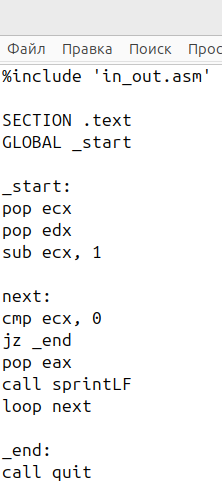 Файл Правка Поиск
%include 'in_out.asm'
SECTION .text
GLOBAL _start
_start:
pop ecx
pop edx
sub ecx, 1
next:
cmp ecx, 0
jz _end
pop eax
call sprintLF
loop next
_end:
call quit